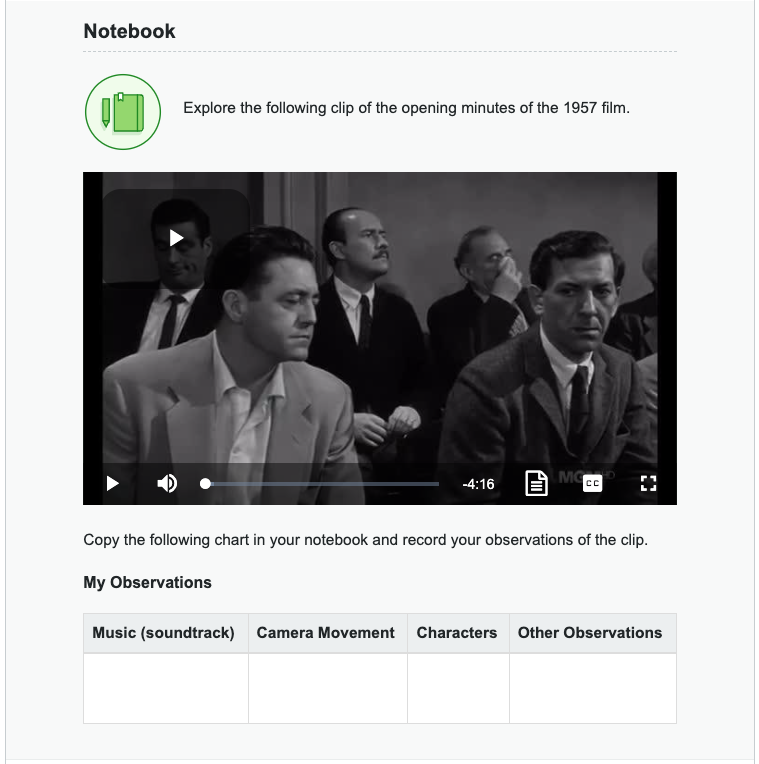 Notebook
Explore the following clip of the opening minutes of the 1957 film.
-4:16
MGM HD
CC
Copy the following chart in your notebook and record your observations of the clip.
My Observations
Music (soundtrack) Camera Movement Characters Other Observations